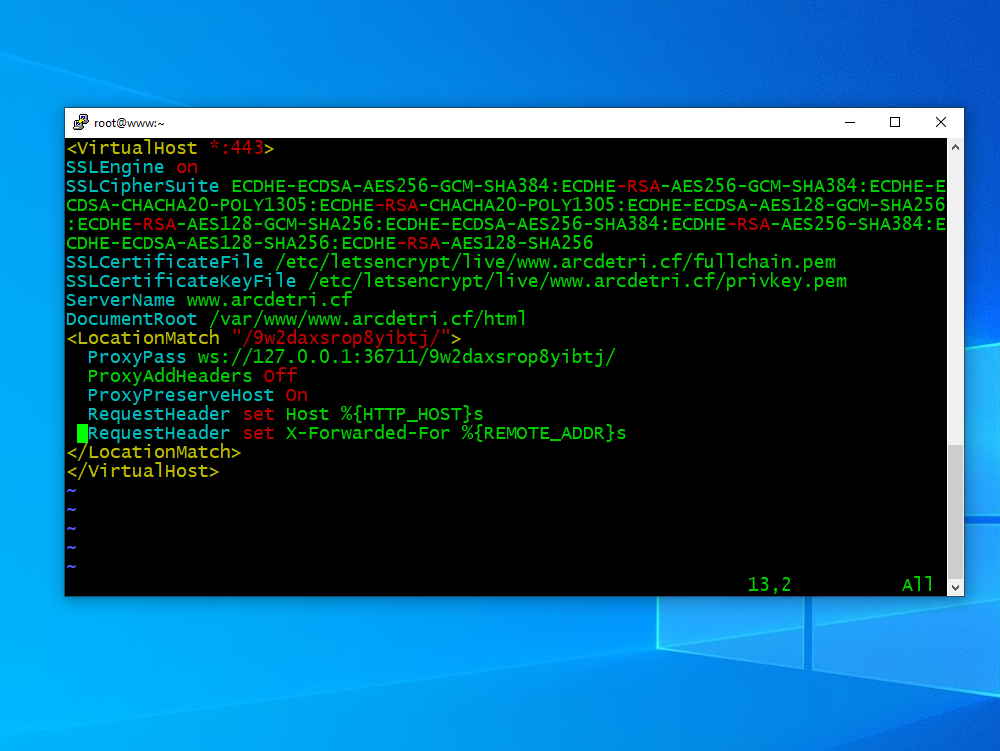 root@www:~
<VirtualHost *:443>
SSLEngine on
SSLCipherSuite ECDHE-ECDSA-AES256-GCM-SHA384:ECDHE-RSA-AES256-GCM-SHA384:ECDHE-E
CDSA-CHACHA20-POLY1305:ECDHE-RSA-CHACHA20-POLY1305:ECDHE-ECDSA-AES128-GCM-SHA256
:ECDHE-RSA-AES128-GCM-SHA256:ECDHE-ECDSA-AES256-SHA384:ECDHE-RSA-AES256-SHA384:E
CDHE-ECDSA-AES128-SHA256:ECDHE-RSA-AES128-SHA256
SSLCertificateFile /etc/letsencrypt/live/www.arcdetri.cf/fullchain.pem
SSLCertificateKeyFile /etc/letsencrypt/live/www.arcdetri.cf/privkey.pem
ServerName www.arcdetri.cf
DocumentRoot /var/www/www.arcdetri.cf/html
<LocationMatch "/9w2daxsrop8yibtj/">
  ProxyPass ws://127.0.0.1:36711/9w2daxsrop8yibtj/
  ProxyAddHeaders Off
  ProxyPreserveHost On
  RequestHeader set Host %{HTTP_HOST}s
  RequestHeader set X-Forwarded-For %{REMOTE_ADDR}s
</LocationMatch>
</VirtualHost>
~
~
~
~
~
13,2 All